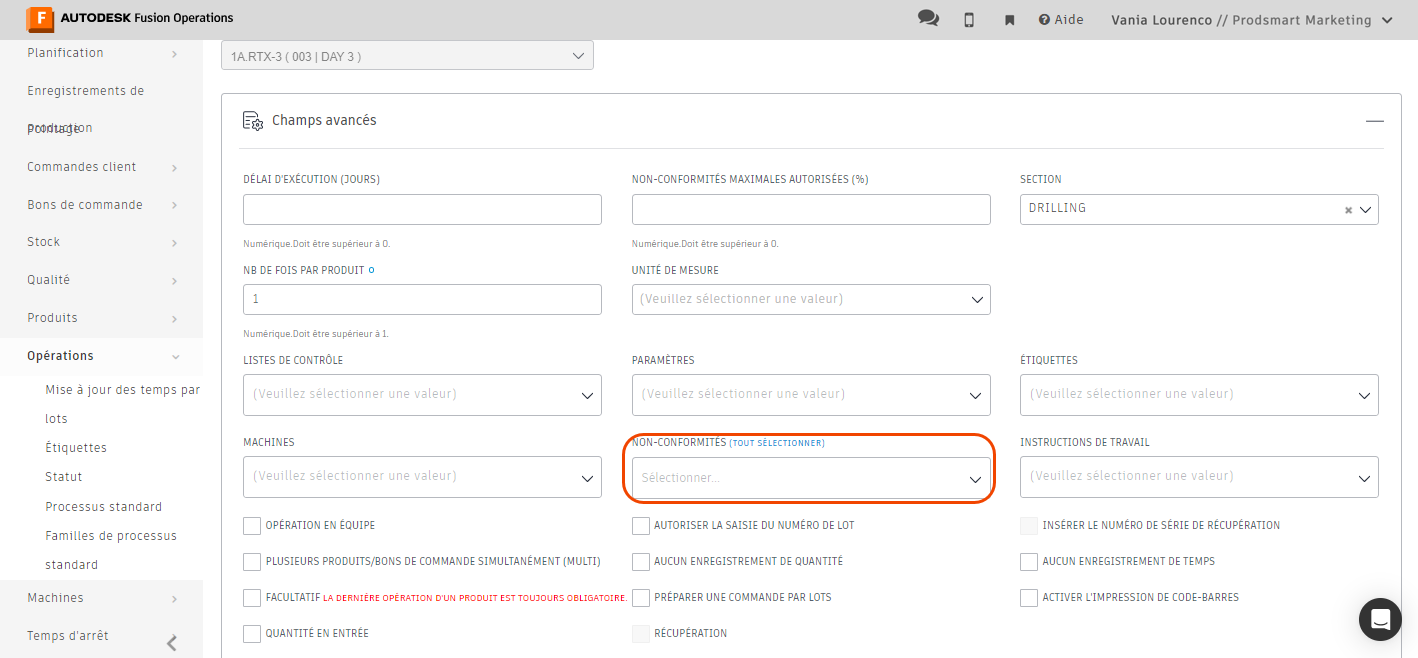 F AUTODESK Fusion Operations
Aide
Vania Lourenco // Prodsmart Marketing
Planification
Enregistrements de
production
Pointage
Commandes client
Bons de commande
Stock
Qualité
Produits
Opérations
Mise à jour des temps par
lots
Étiquettes
Statut
Processus standard
Familles de processus
standard
Machines
Temps d'arrêt
1A.RTX-3 ( 003 | DAY 3 )
Champs avancés
DÉLAI D'EXÉCUTION (JOURS)
NON-CONFORMITÉS MAXIMALES AUTORISÉES (%)
SECTION
DRILLING
Numérique.Doit être supérieur à 0.
Numérique.Doit être supérieur à 0.
NB DE FOIS PAR PRODUIT
UNITÉ DE MESURE
1
(Veuillez sélectionner une valeur)
Numérique.Doit être supérieur à 1.
LISTES DE CONTRÔLE
PARAMÈTRES
ÉTIQUETTES
(Veuillez sélectionner une valeur)
(Veuillez sélectionner une valeur)
(Veuillez sélectionner une valeur)
MACHINES
NON-CONFORMITÉS (TOUT SÉLECTIONNER)
INSTRUCTIONS DE TRAVAIL
(Veuillez sélectionner une valeur)
Sélectionner...
(Veuillez sélectionner une valeur)
OPÉRATION EN ÉQUIPE
AUTORISER LA SAISIE DU NUMÉRO DE LOT
INSÉRER LE NUMÉRO DE SÉRIE DE RÉCUPÉRATION
PLUSIEURS PRODUITS/BONS DE COMMANDE SIMULTANÉMENT (MULTI)
AUCUN ENREGISTREMENT DE QUANTITÉ
AUCUN ENREGISTREMENT DE TEMPS
FACULTATIF LA DERNIÈRE OPÉRATION D'UN PRODUIT EST TOUJOURS OBLIGATOIRE.
PRÉPARER UNE COMMANDE PAR LOTS
ACTIVER L'IMPRESSION DE CODE-BARRES
QUANTITÉ EN ENTRÉE
RÉCUPÉRATION